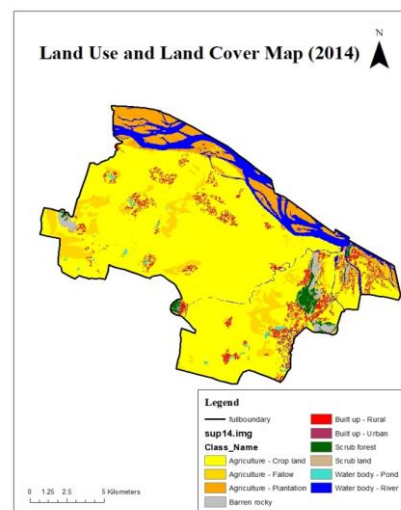 N
Land Use and Land Cover Map (2014)
Legend
fullboundary
sup14.img
Class_Name
Agriculture - Crop land
Agriculture - Fallow
Agriculture - Plantation
Barren rocky
Built up - Rural
Built up - Urban
Scrub forest
Scrub land
Water body - Pond
Water body - River
0 1.25 2.5 5 Kilometers